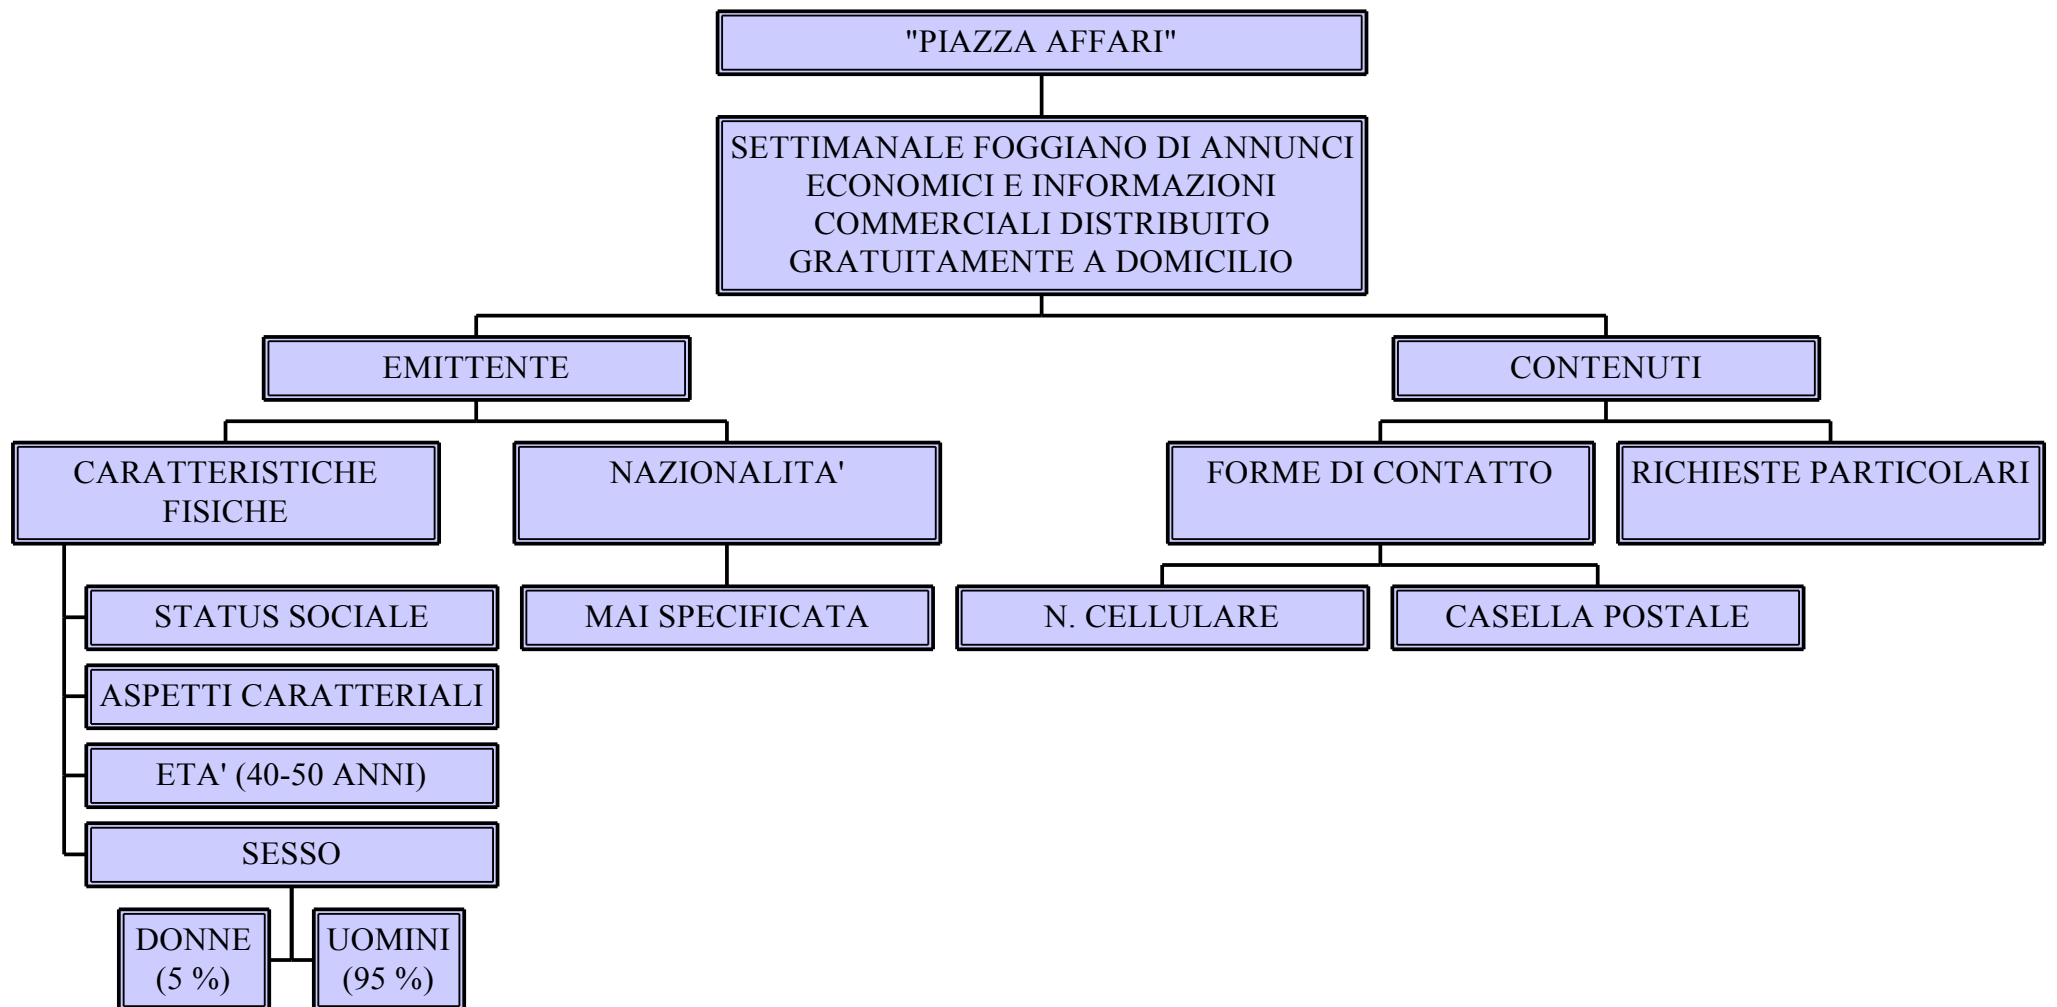 "PIAZZA AFFARI"
SETTIMANALE FOGGIANO DI ANNUNCI
ECONOMICI E INFORMAZIONI
COMMERCIALI DISTRIBUITO
GRATUITAMENTE A DOMICILIO
EMITTENTE
CONTENUTI
CARATTERISTICHE
FISICHE
NAZIONALITA'
FORME DI CONTATTO
RICHIESTE PARTICOLARI
STATUS SOCIALE
MAI SPECIFICATA
N. CELLULARE
CASELLA POSTALE
ASPETTI CARATTERIALI
ETA' (40-50 ANNI)
SESSO
DONNE
(5 %)
UOMINI
(95 %)